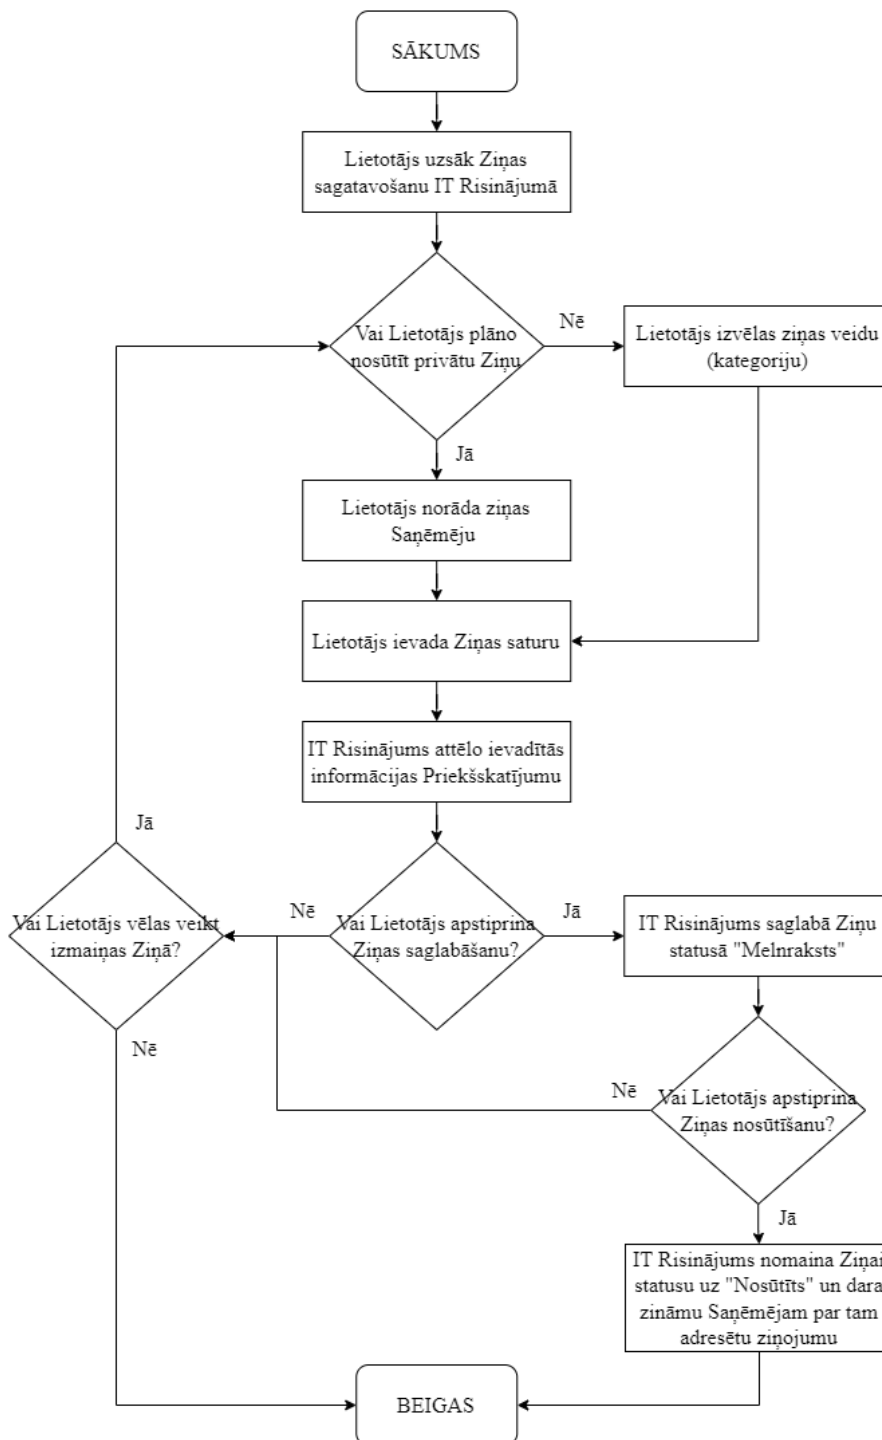 SĀKUMS
Lietotājs uzsāk Ziņas
sagatavošanu IT Risinājumā
Vai Lietotājs plāno
nosūtīt privātu Ziņu
Nē
Lietotājs izvēlas ziņas veidu
(kategoriju)
Jā
Lietotājs norāda ziņas
Saņēmēju
Lietotājs ievada Ziņas saturu
IT Risinājums attēlo ievadītās
informācijas Priekšskatījumu
Jā
Vai Lietotājs vēlas veikt
izmaiņas Ziņā?
Nē
Nē
Vai Lietotājs apstiprina
Ziņas saglabāšanu?
Jā
IT Risinājums saglabā Ziņu
statusā "Melnraksts"
Nē
Vai Lietotājs apstiprina
Ziņas nosūtīšanu?
Jā
IT Risinājums nomaina Ziņai
statusu uz "Nosūtīts" un dara
zināmu Saņēmējam par tam
adresētu ziņojumu
BEIGAS